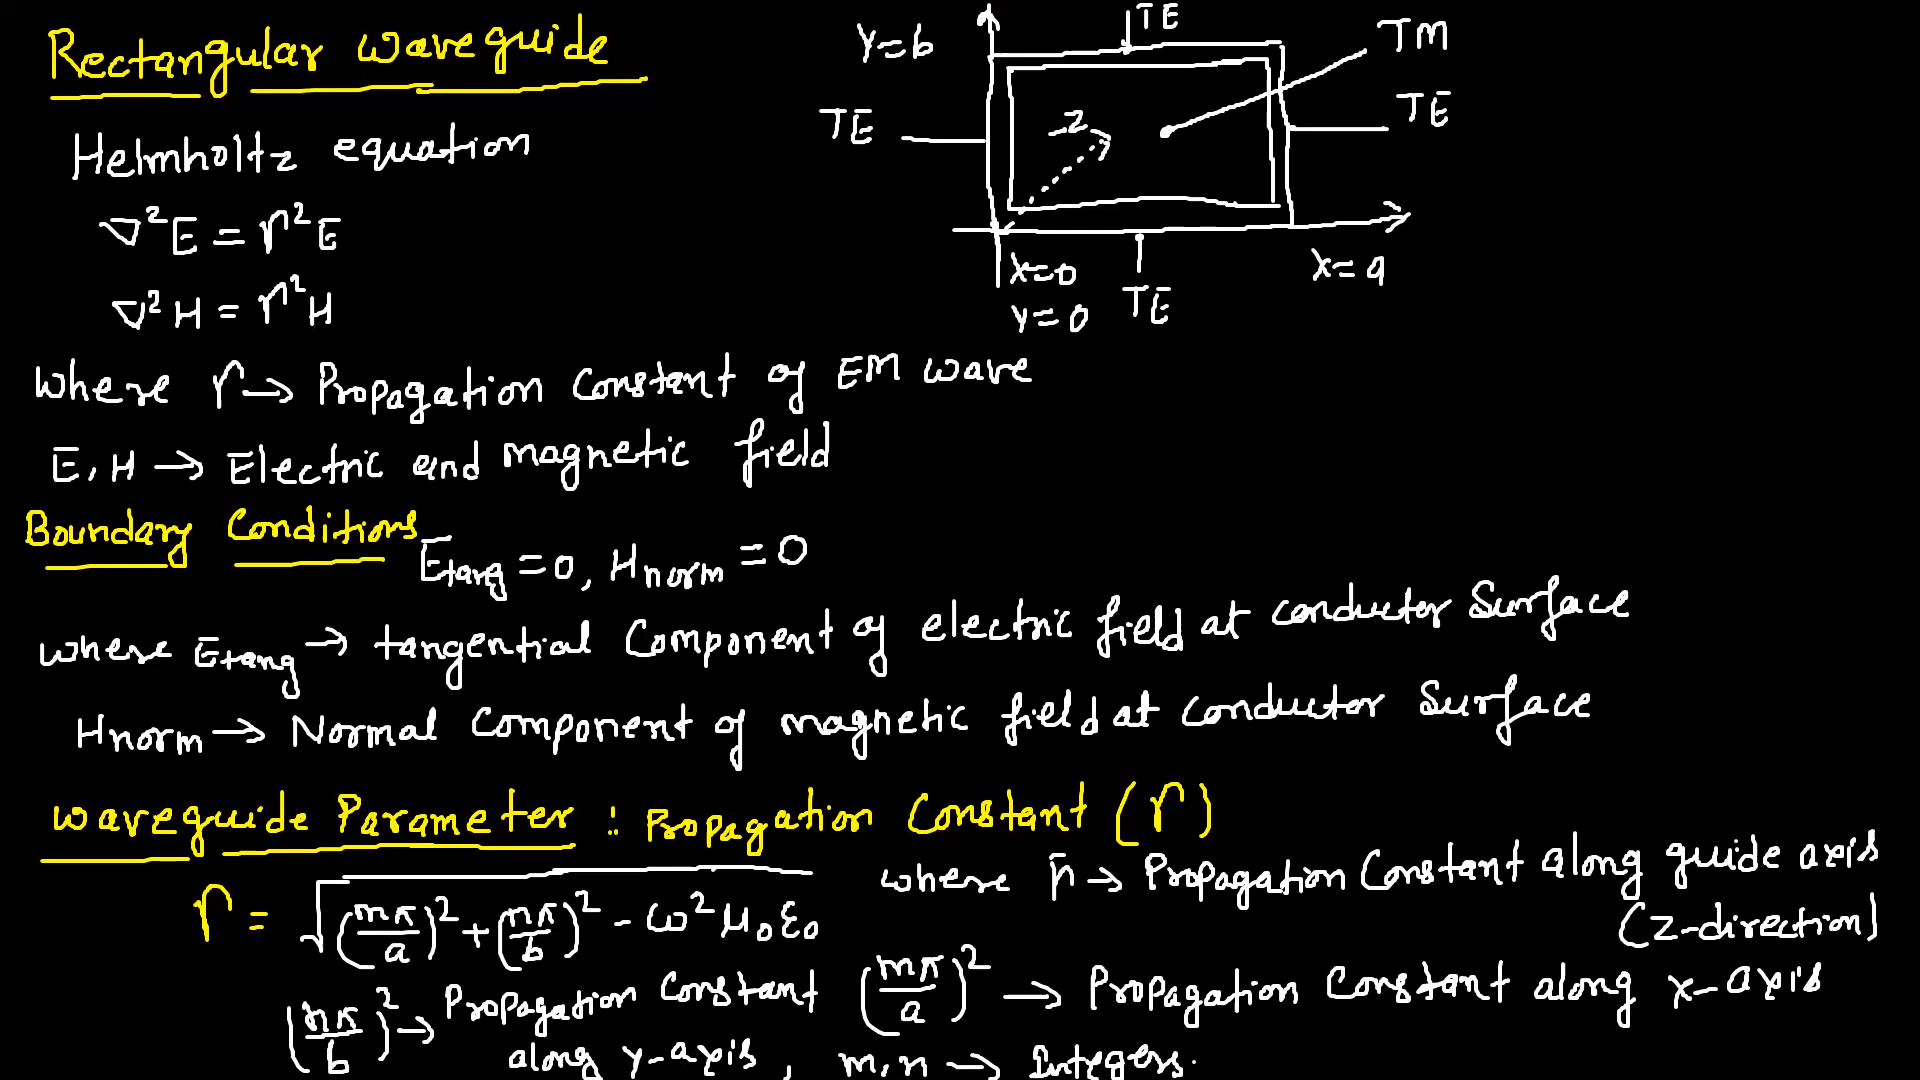 Rectangular waveguide
Y=b
TE
TM
TE
TE
-z
X=0
Y=0
TE
X=a
Helmholtz equation
∇²E = r²E
∇²H = r²H
where r → Propagation Constant of EM wave
E, H → Electric and magnetic field
Boundary Conditions Etang = 0, Hnorm = 0
where Etang → tangential Component of electric field at conductor Surface
Hnorm → Normal Component of magnetic field at conductor Surface
waveguide Parameter : Propagation Constant (r)
r = √((mπ/a)² + (nπ/b)² - ω²μ₀ε₀) where r̄ → Propagation Constant along guide axis
(z-direction)
(nπ/b)² → Propagation Constant along y-axis, (mπ/a)² → Propagation Constant along x-axis
m, n → Integers.